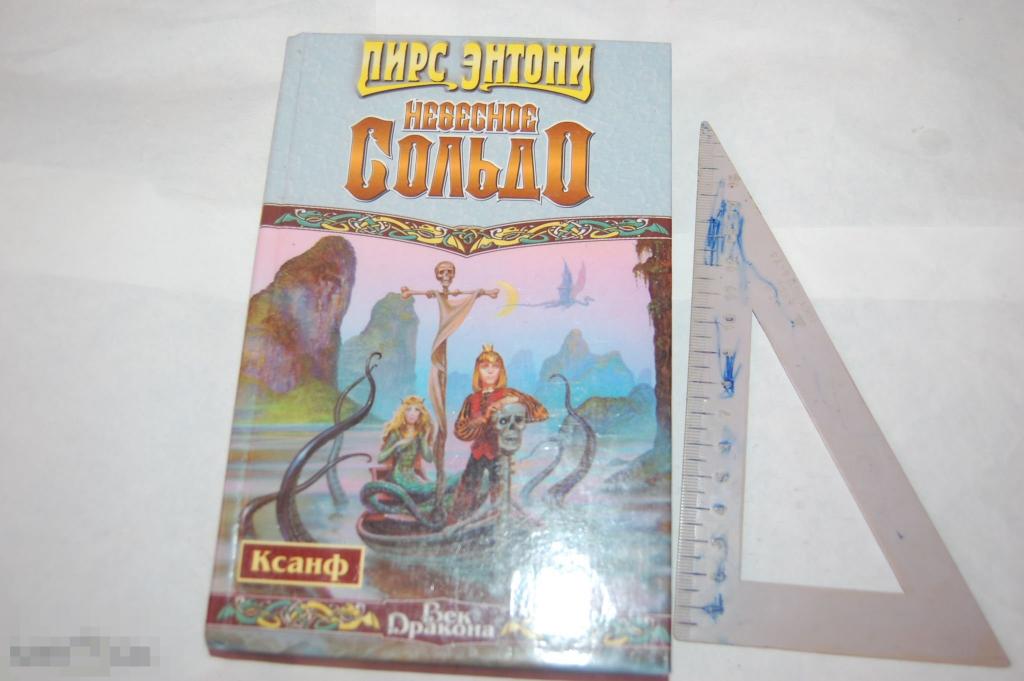 ПИРС ЭНТОНИ
НЕБЕСНОЕ
СОЛЬДО
Ксанф
Век
Дракона